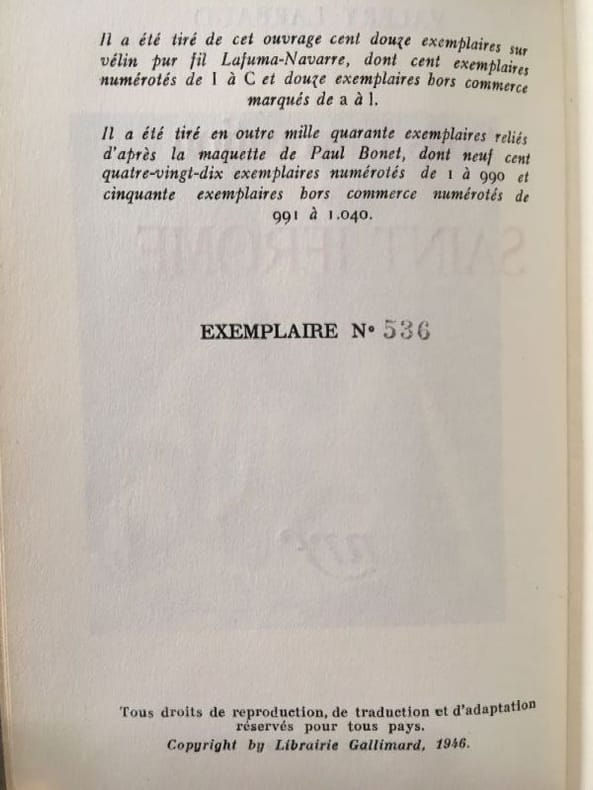 Il a été tiré de cet ouvrage cent douze exemplaires sur
vélin pur fil Lafuma-Navarre, dont cent exemplaires
numérotés de I à C et douze exemplaires hors commerce
marqués de a à l.
Il a été tiré en outre mille quarante exemplaires reliés
d'après la maquette de Paul Bonet, dont neuf cent
quatre-vingt-dix exemplaires numérotés de 1 à 990 et
cinquante exemplaires hors commerce numérotés de
991 à 1.040.
EXEMPLAIRE N° 536
Tous droits de reproduction, de traduction et d'adaptation
réservés pour tous pays.
Copyright by Librairie Gallimard, 1946.